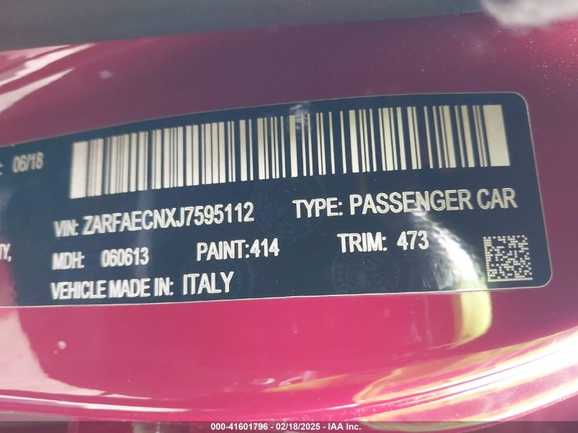 06/18
VIN: ZARFAECNXJ7595112 TYPE: PASSENGER CAR
MDH: 060613 PAINT: 414 TRIM: 473
VEHICLE MADE IN: ITALY
000-41601796 - 02/18/2025 - IAA Inc.